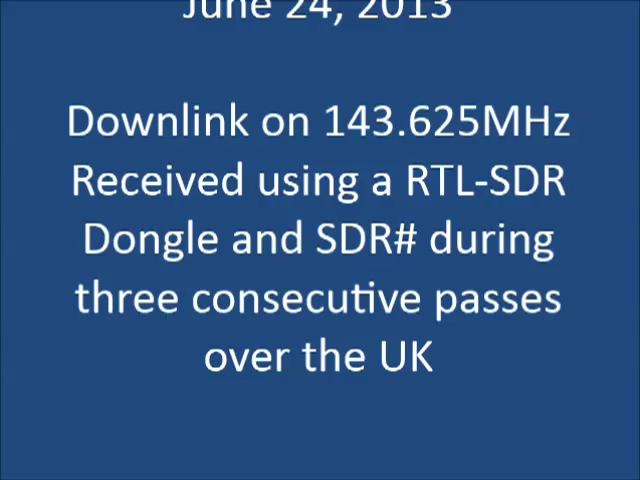 June 24, 2013
Downlink on 143.625MHz
Received using a RTL-SDR
Dongle and SDR# during
three consecutive passes
over the UK